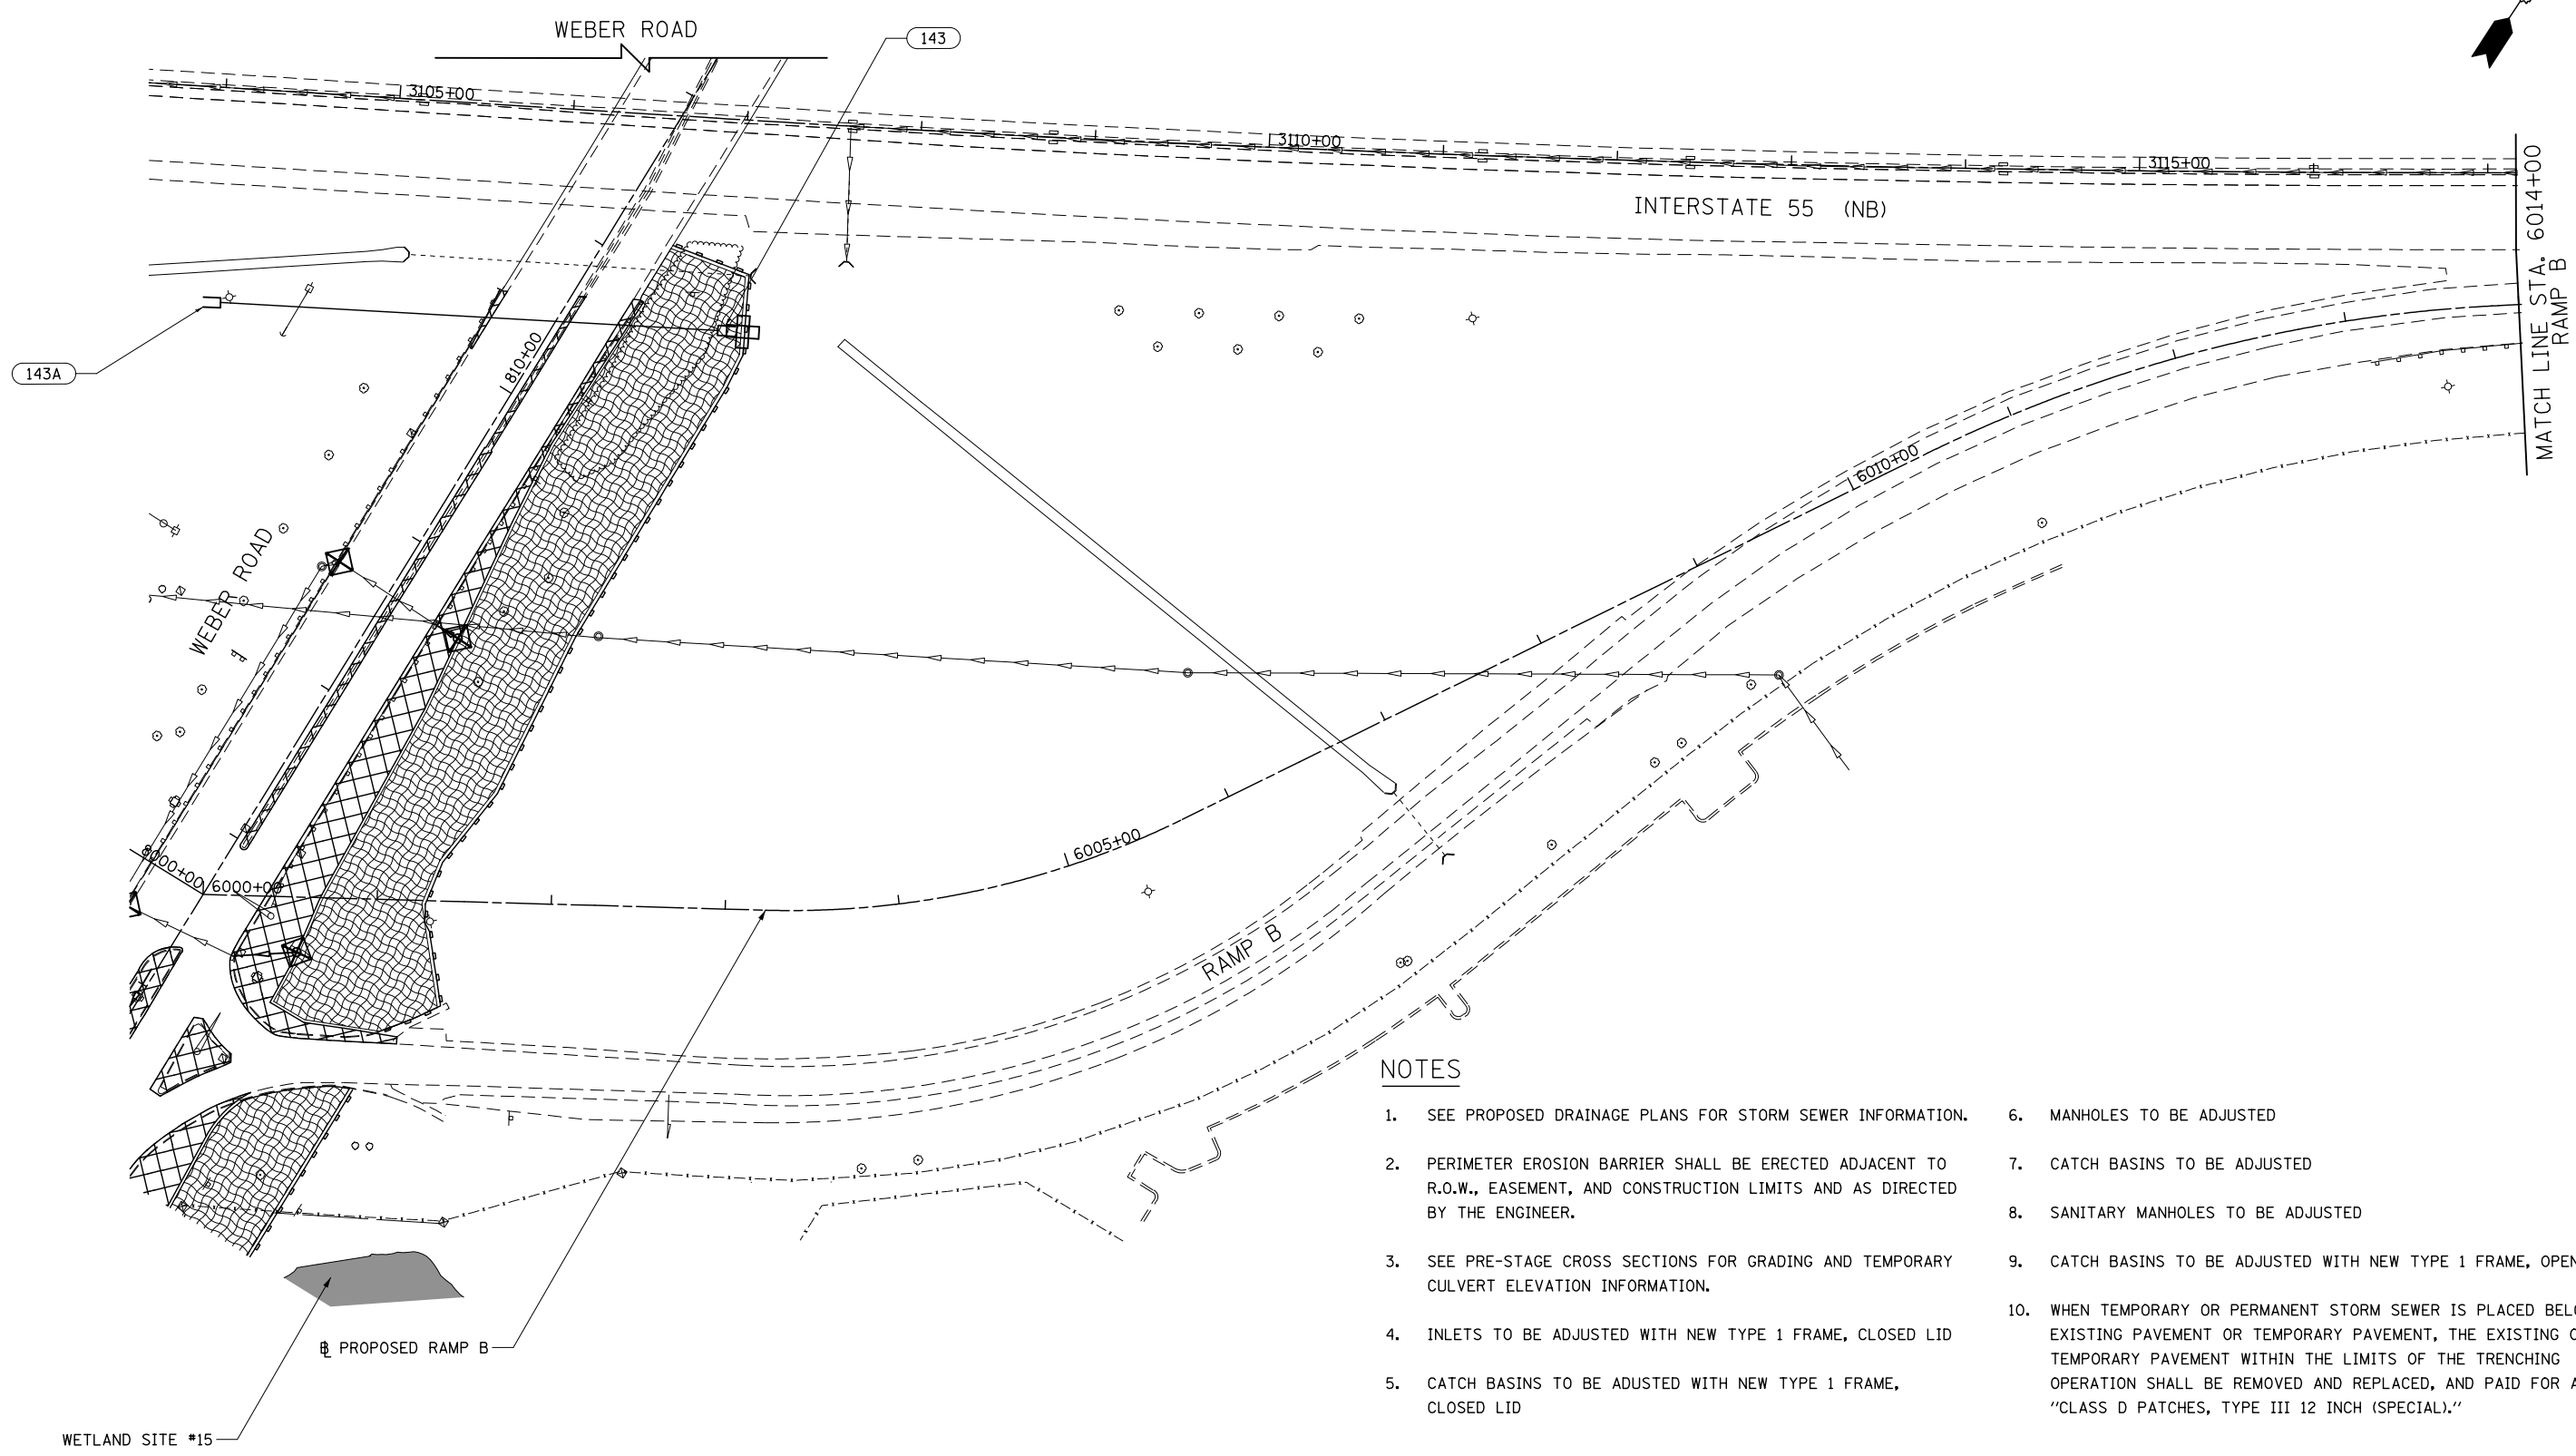 WEBER ROAD
143
3105+00
3110+00
3115+00
INTERSTATE 55 (NB)
MATCH LINE STA. 6014+00
RAMP B
143A
810+00
6010+00
WEBER ROAD
6005+00
8000+00
6000+00
RAMP B
PROPOSED RAMP B
WETLAND SITE #15
NOTES
1. SEE PROPOSED DRAINAGE PLANS FOR STORM SEWER INFORMATION.
2. PERIMETER EROSION BARRIER SHALL BE ERECTED ADJACENT TO
R.O.W., EASEMENT, AND CONSTRUCTION LIMITS AND AS DIRECTED
BY THE ENGINEER.
3. SEE PRE-STAGE CROSS SECTIONS FOR GRADING AND TEMPORARY
CULVERT ELEVATION INFORMATION.
4. INLETS TO BE ADJUSTED WITH NEW TYPE 1 FRAME, CLOSED LID
5. CATCH BASINS TO BE ADUSTED WITH NEW TYPE 1 FRAME,
CLOSED LID
6. MANHOLES TO BE ADJUSTED
7. CATCH BASINS TO BE ADJUSTED
8. SANITARY MANHOLES TO BE ADJUSTED
9. CATCH BASINS TO BE ADJUSTED WITH NEW TYPE 1 FRAME, OPEN
10. WHEN TEMPORARY OR PERMANENT STORM SEWER IS PLACED
EXISTING PAVEMENT OR TEMPORARY PAVEMENT, THE EXISTING
TEMPORARY PAVEMENT WITHIN THE LIMITS OF THE TRENCHING
OPERATION SHALL BE REMOVED AND REPLACED, AND PAID FOR
"CLASS D PATCHES, TYPE III 12 INCH (SPECIAL)."